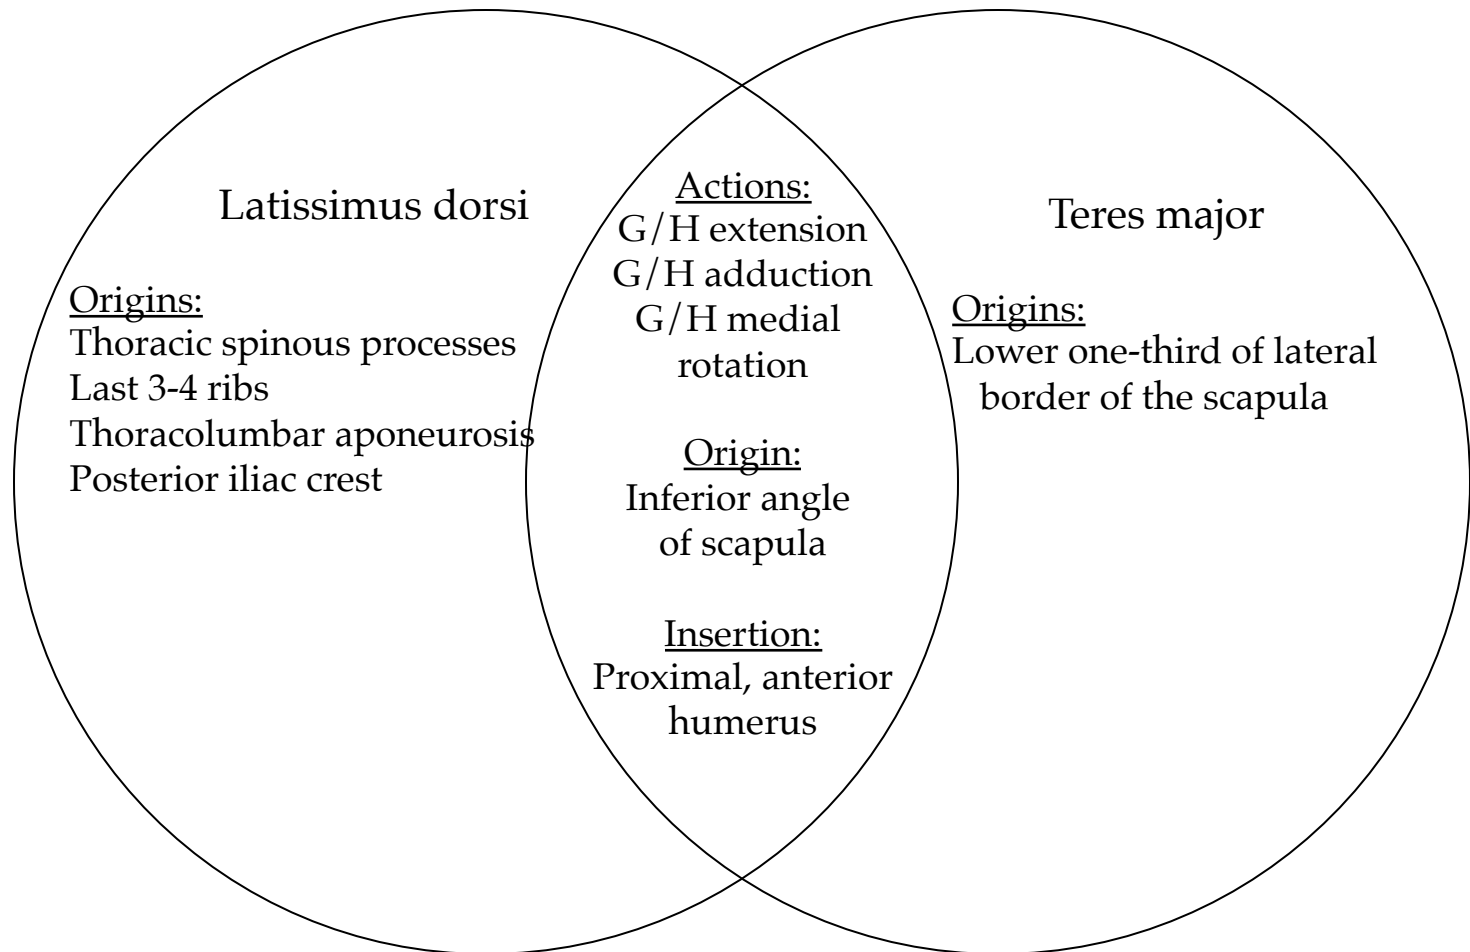 Latissimus dorsi
Origins:
Thoracic spinous processes
Last 3-4 ribs
Thoracolumbar aponeurosis
Posterior iliac crest
Actions:
G/H extension
G/H adduction
G/H medial
rotation
Origin:
Inferior angle
of scapula
Insertion:
Proximal, anterior
humerus
Teres major
Origins:
Lower one-third of lateral
border of the scapula